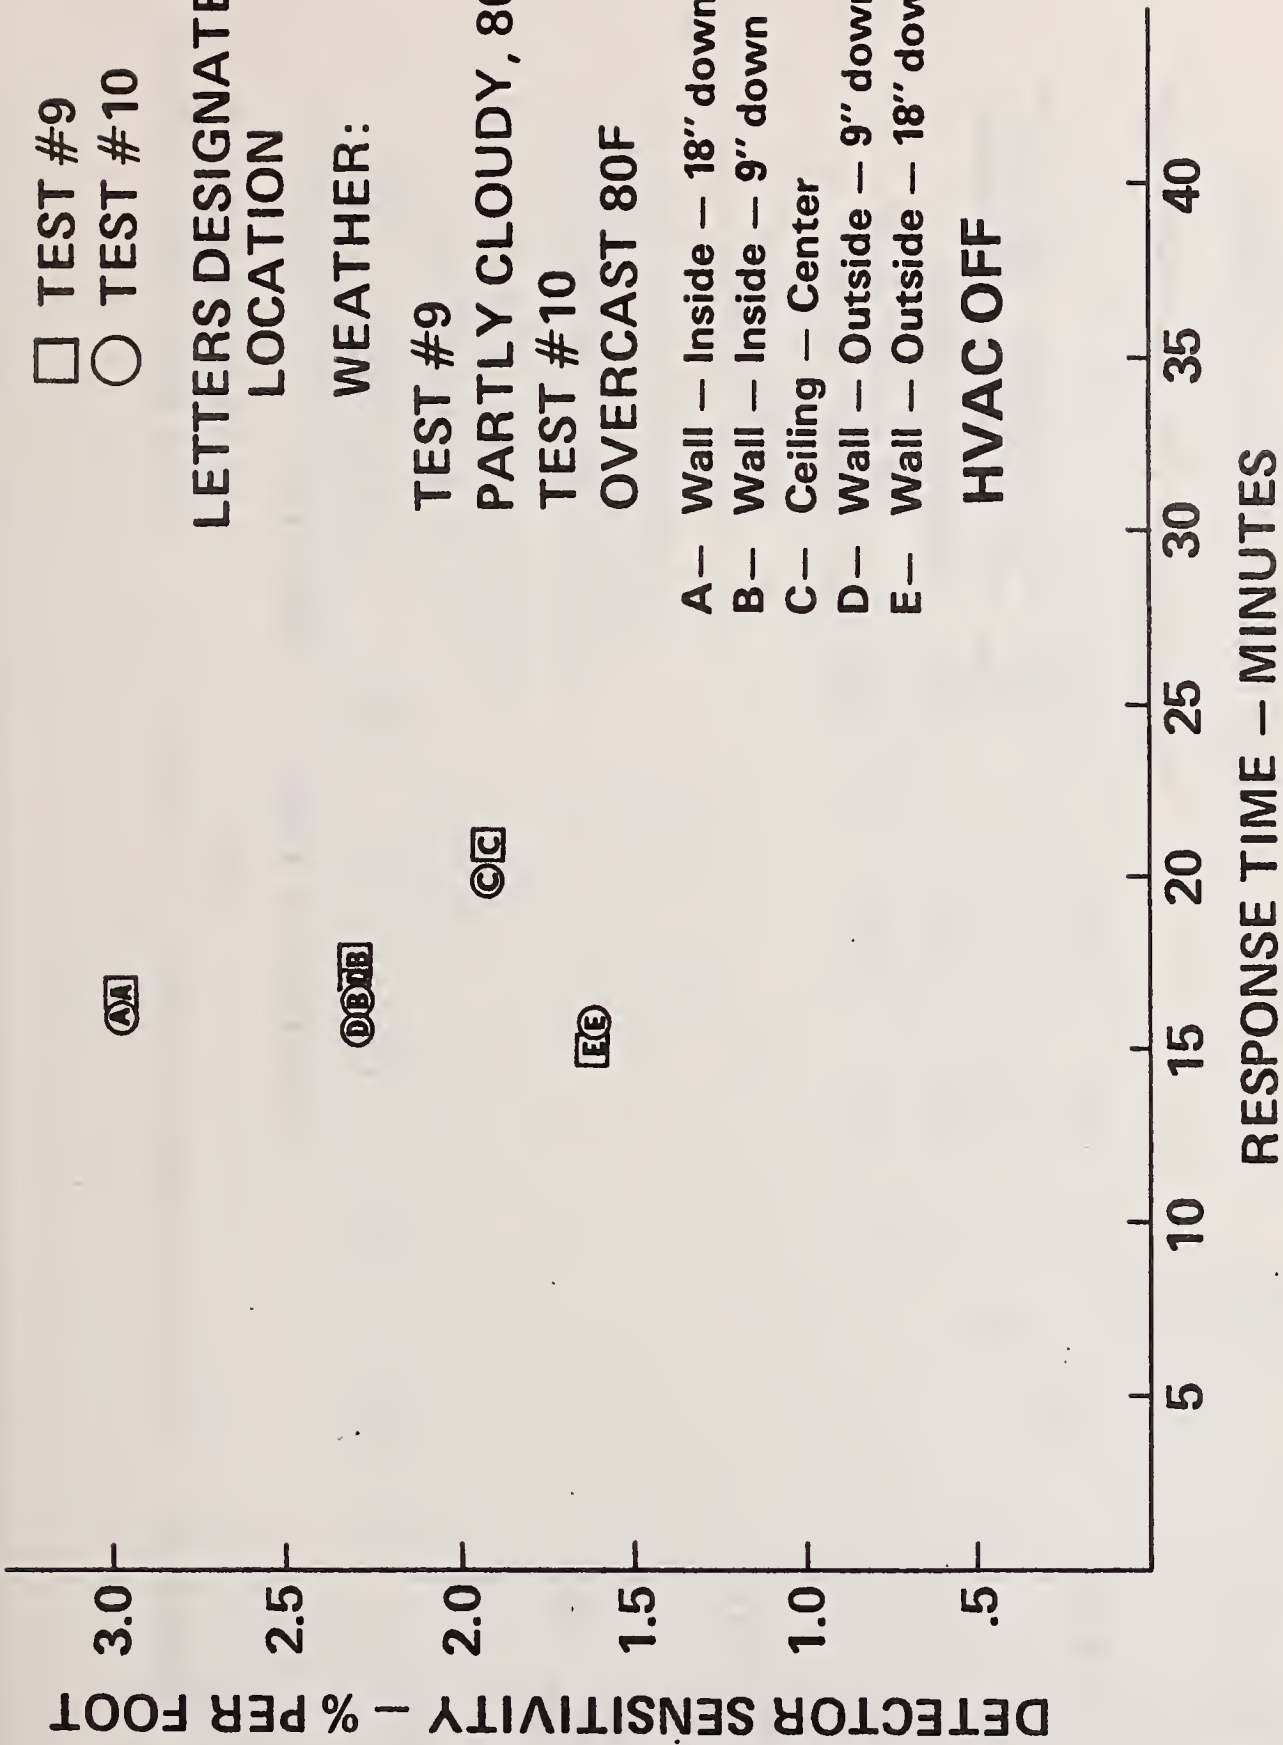 □ TEST #9
○ TEST #10
LETTERS DESIGNATE
LOCATION
WEATHER:
TEST #9
PARTLY CLOUDY, 80
TEST #10
OVERCAST 80F
A— Wall — Inside — 18" down
B— Wall — Inside — 9" down
C— Ceiling — Center
D— Wall — Outside — 9" down
E— Wall — Outside — 18" dow
HVAC OFF
A A
D B D B
C C
E E
3.0
2.5
2.0
1.5
1.0
.5
DETECTOR SENSITIVITY — % PER FOOT
5 10 15 20 25 30 35 40
RESPONSE TIME — MINUTES